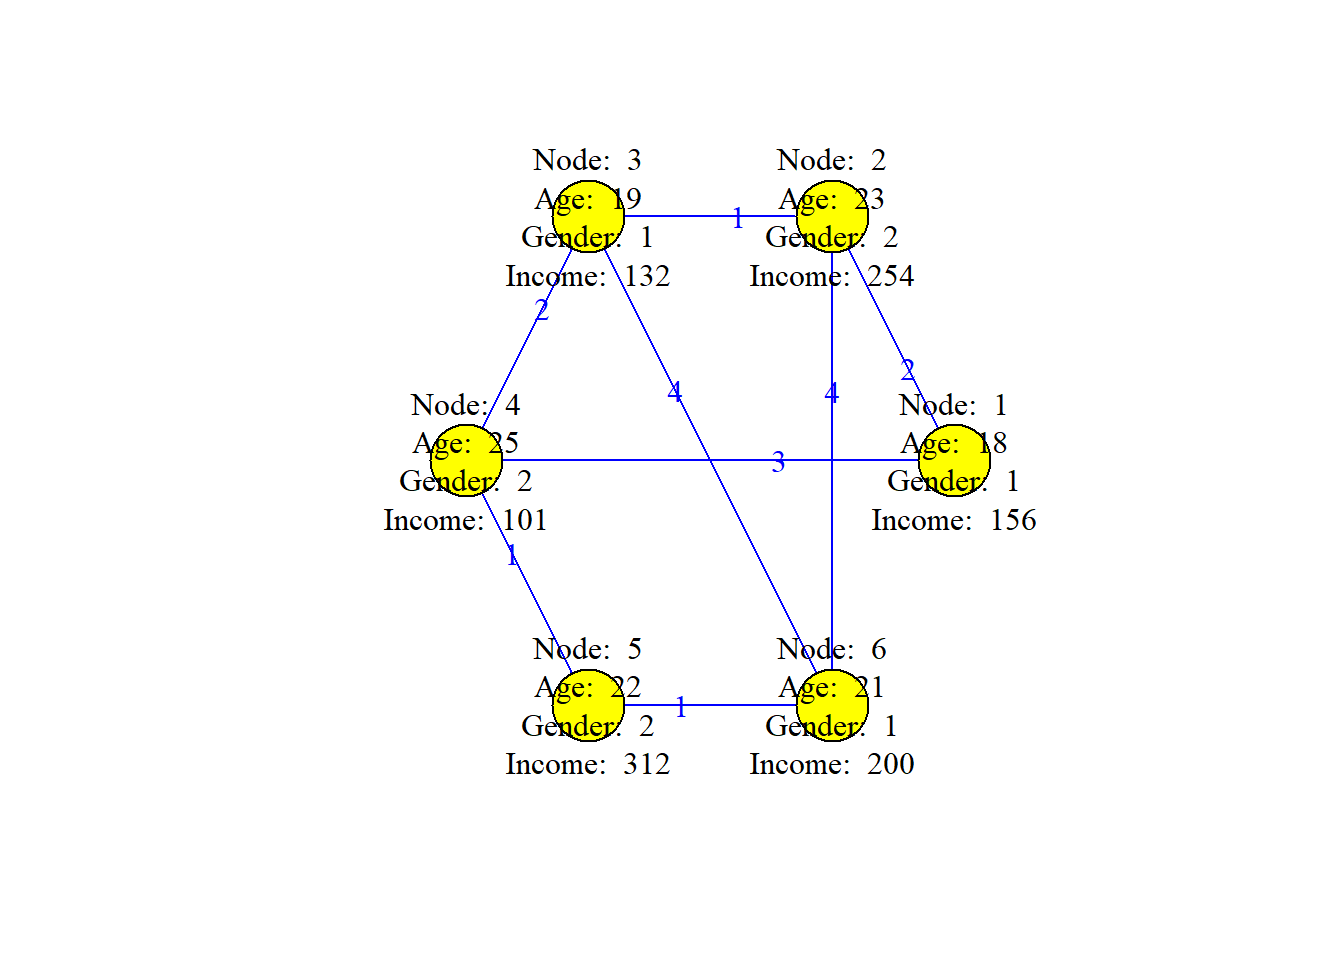 Node: 3
Age: 19
Gender: 1
Income: 132
Node: 2
Age: 23
Gender: 2
Income: 254
1
2
4
4
2
Node: 4
Age: 25
Gender: 2
Income: 101
3
Node: 1
Age: 18
Gender: 1
Income: 156
1
Node: 5
Age: 22
Gender: 2
Income: 312
1
Node: 6
Age: 21
Gender: 1
Income: 200